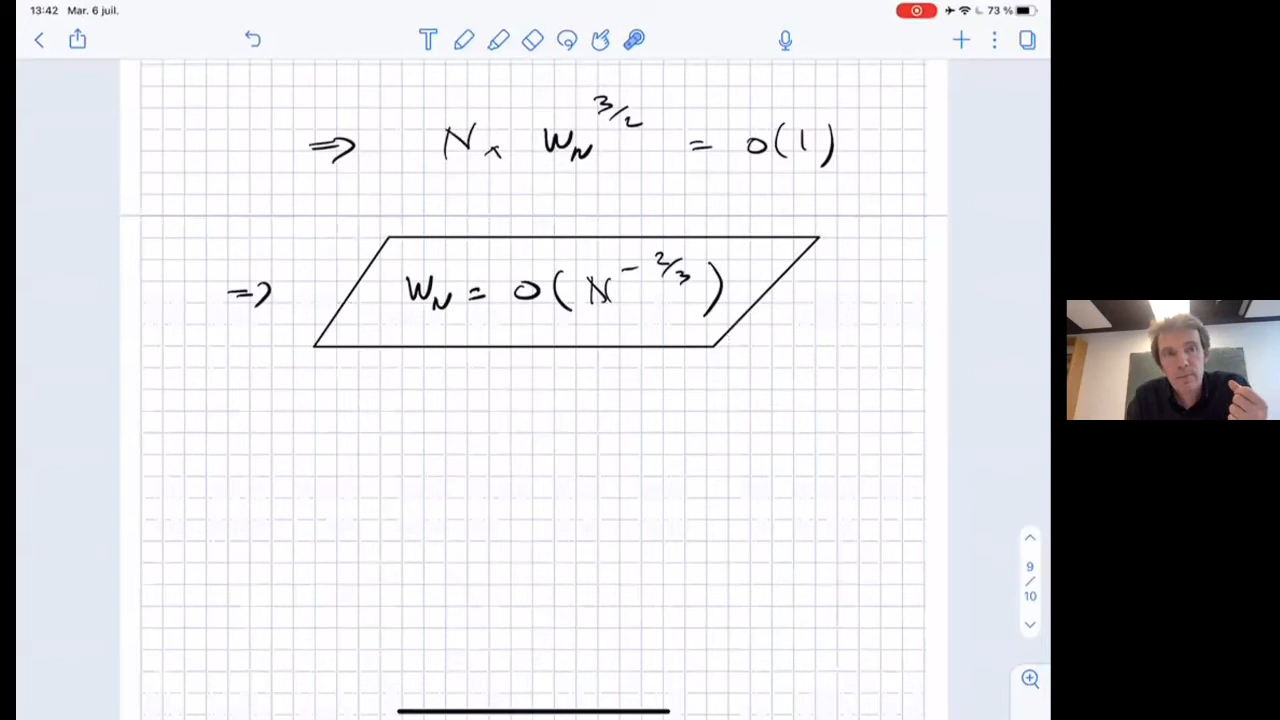 13:42 Mar. 6 juil.
73 %
T
⇒ N × W_N^{3/2} = O(1)
⇒ W_N = O(N^{-2/3})
9
/
10